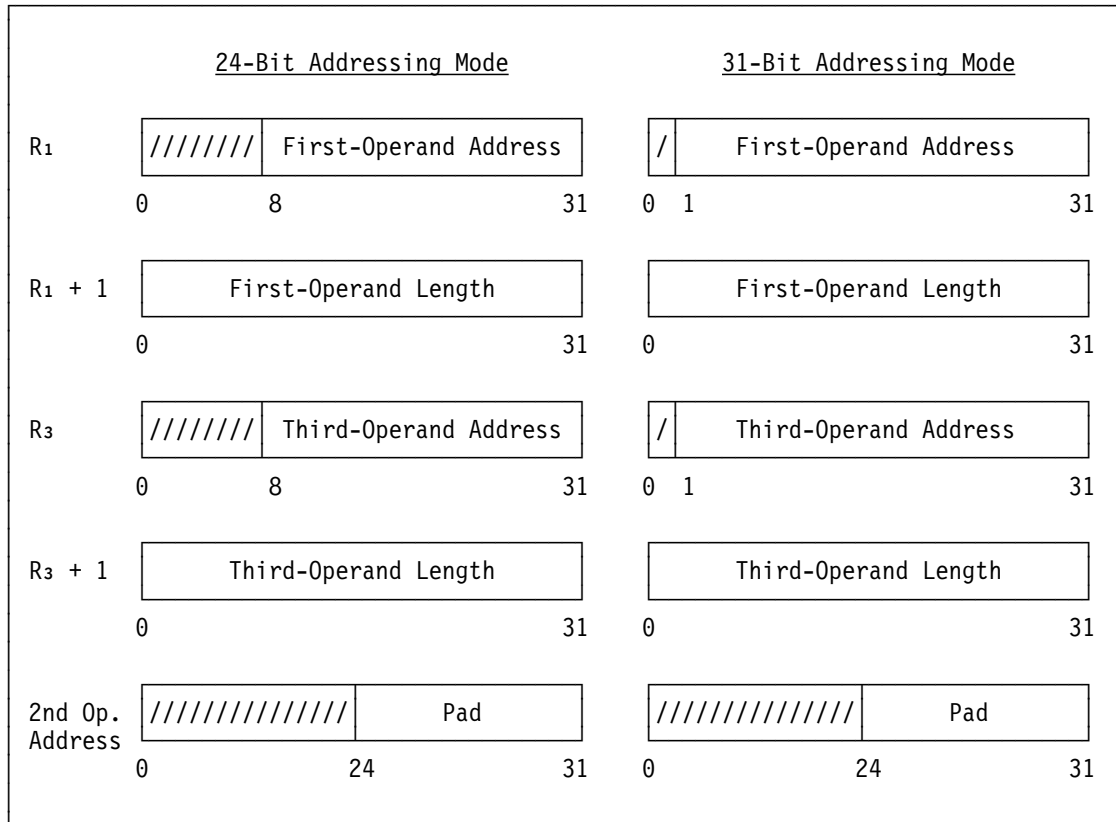 24-Bit Addressing Mode 31-Bit Addressing Mode
R₁ //////// First-Operand Address / First-Operand Address
0 8 31 0 1 31
R₁ + 1 First-Operand Length First-Operand Length
0 31 0 31
R₃ //////// Third-Operand Address / Third-Operand Address
0 8 31 0 1 31
R₃ + 1 Third-Operand Length Third-Operand Length
0 31 0 31
2nd Op. /////////////// Pad /////////////// Pad
Address
0 24 31 0 24 31